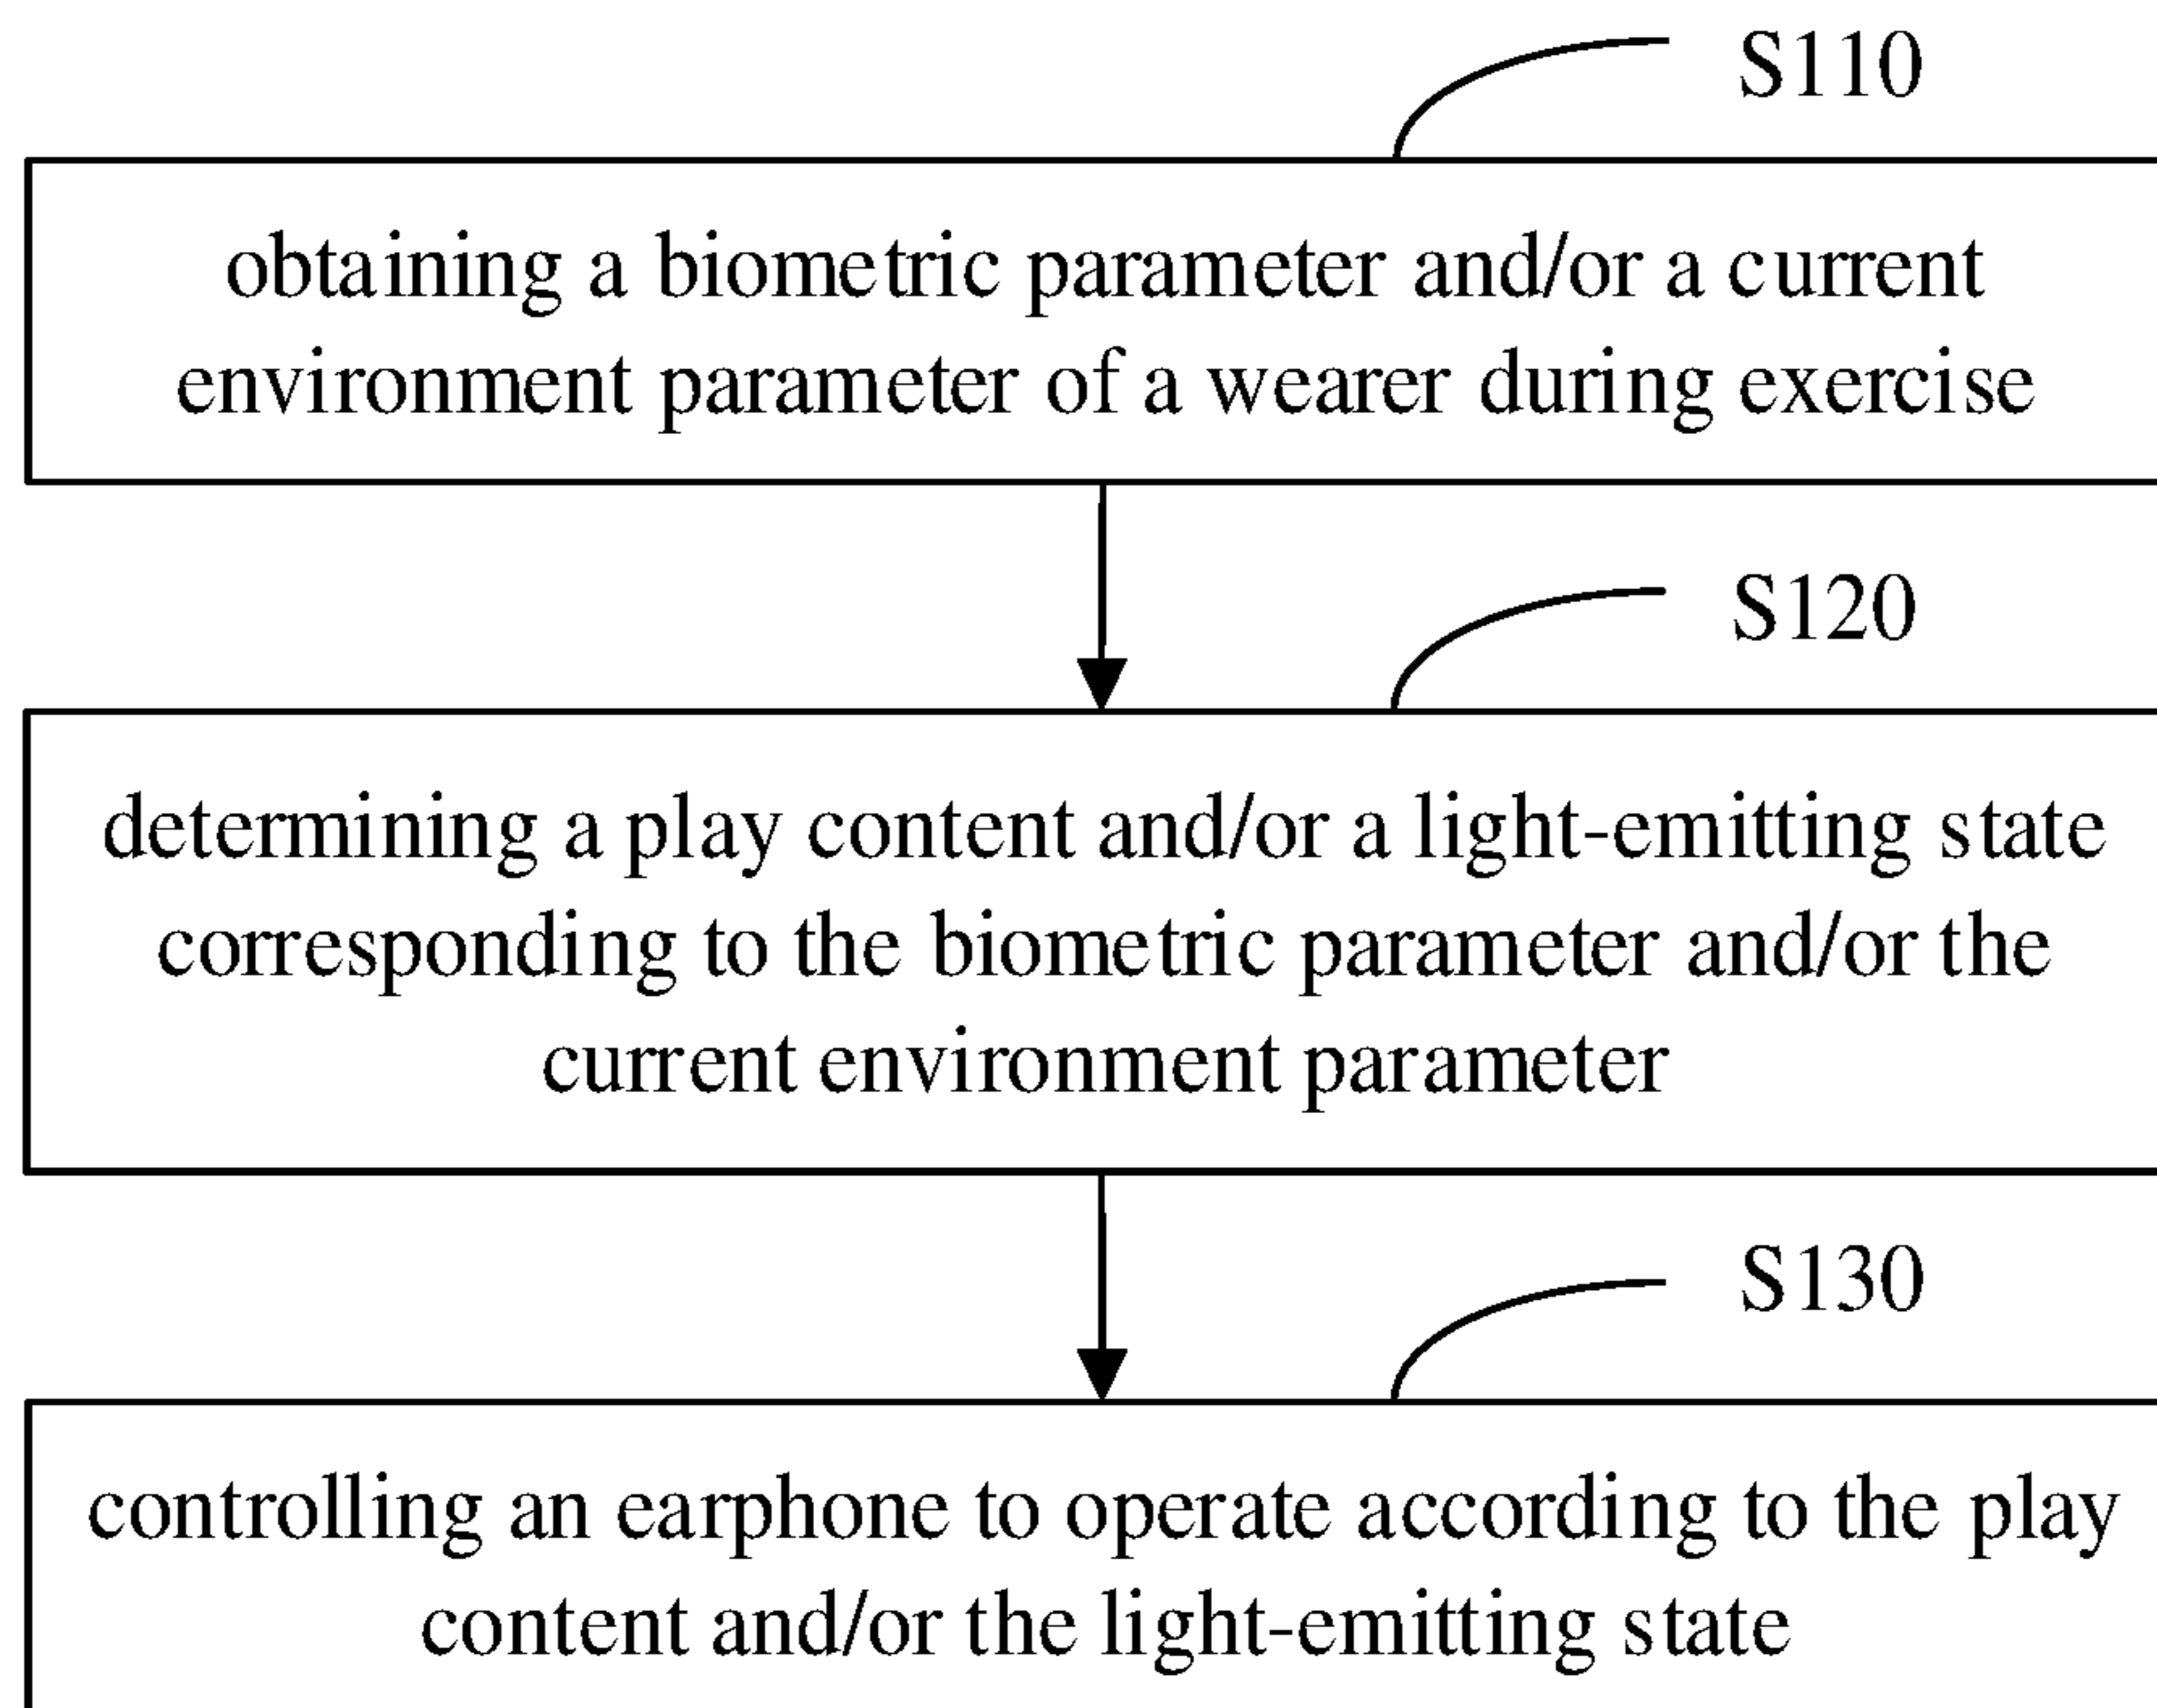 S110
obtaining a biometric parameter and/or a current
environment parameter of a wearer during exercise
S120
determining a play content and/or a light-emitting state
corresponding to the biometric parameter and/or the
current environment parameter
S130
controlling an earphone to operate according to the play
content and/or the light-emitting state